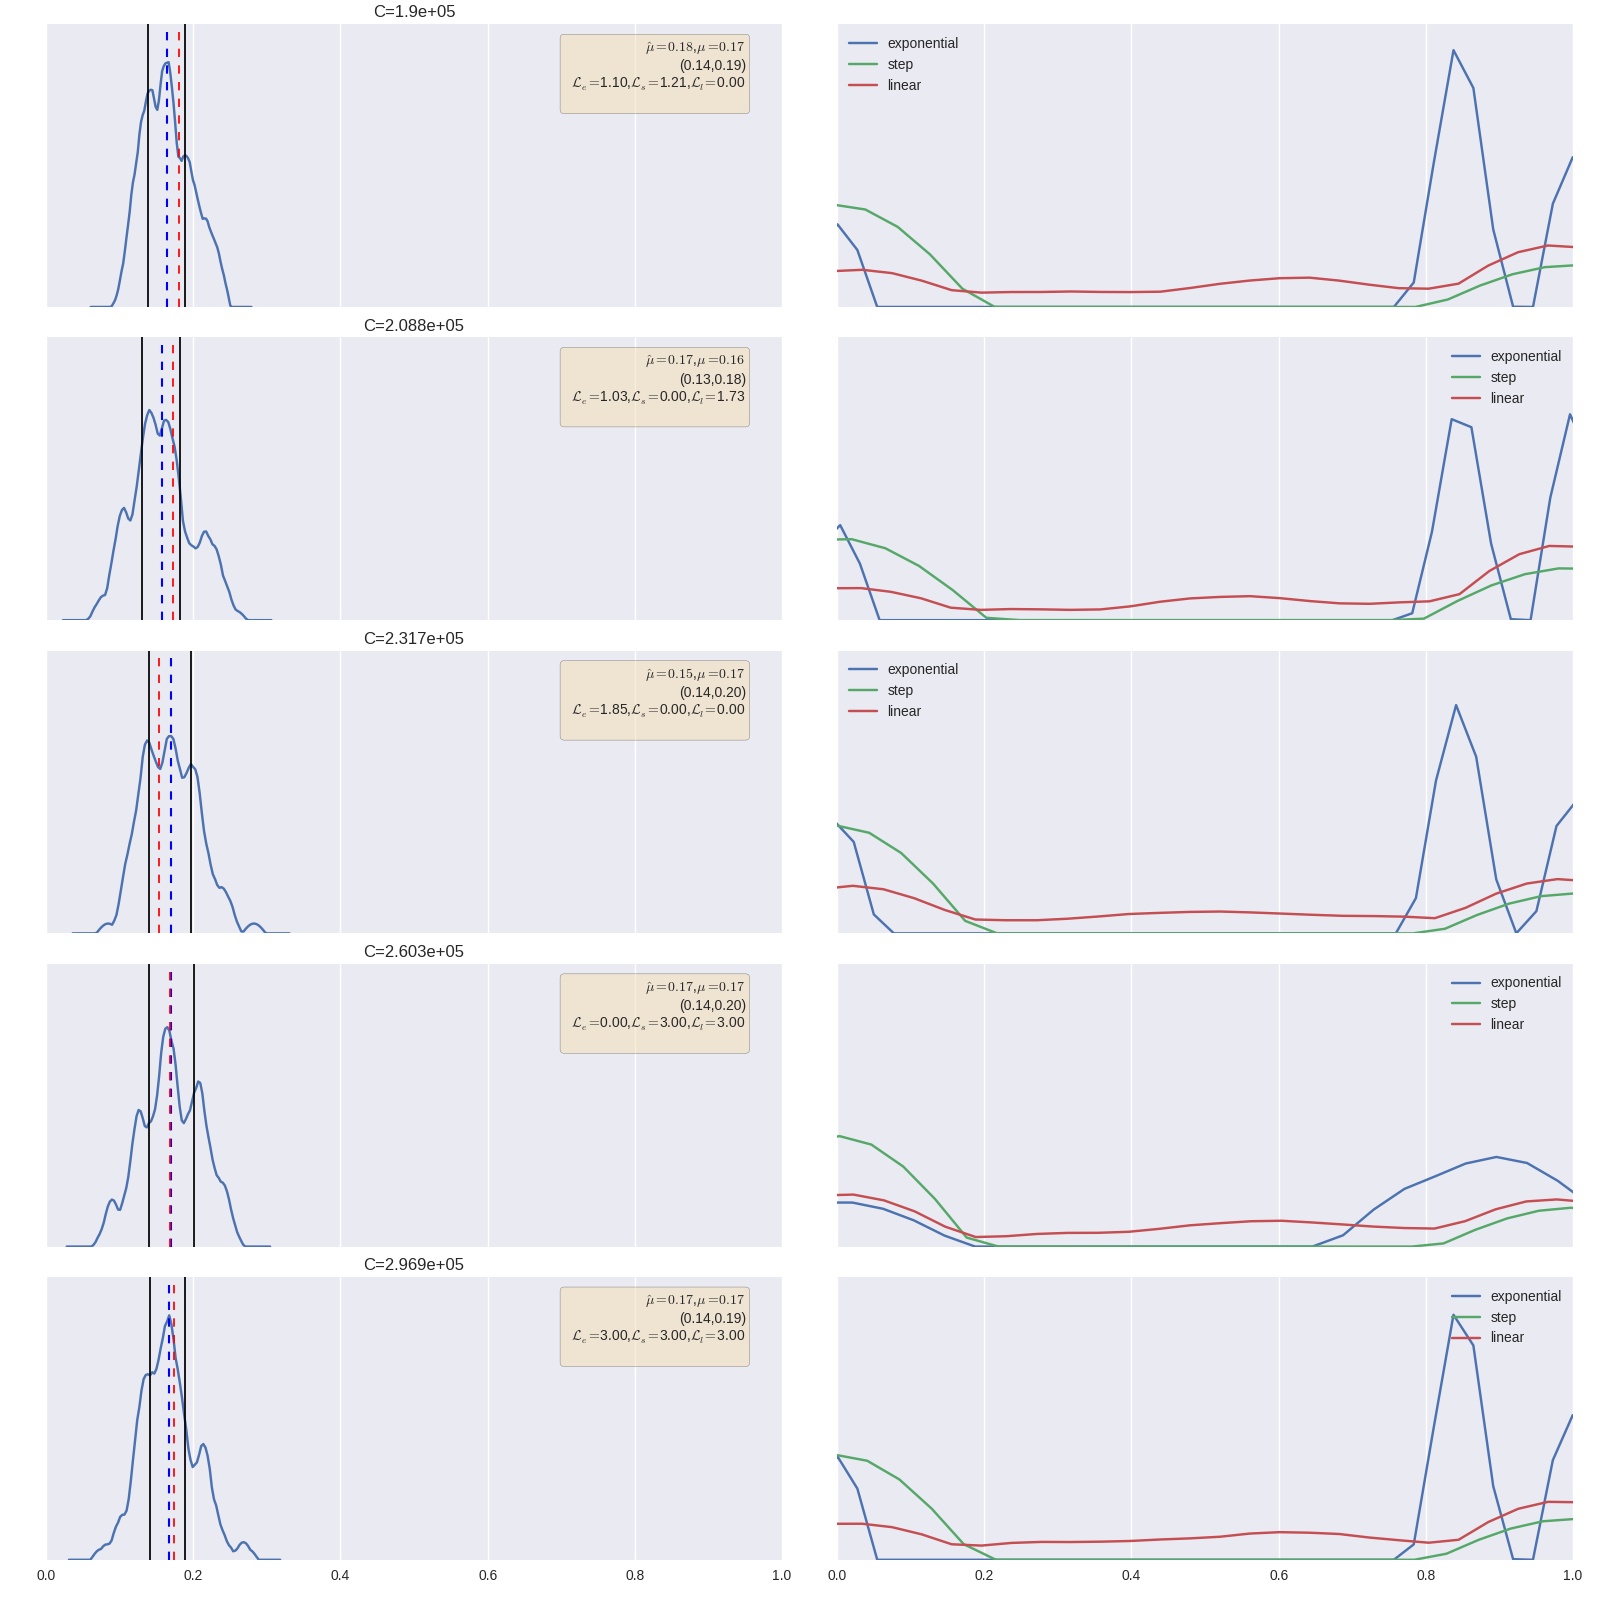 C=1.9e+05
μ̂=0.18,μ=0.17
(0.14,0.19)
ℒₑ=1.10,ℒₛ=1.21,ℒₗ=0.00
exponential
step
linear
C=2.088e+05
μ̂=0.17,μ=0.16
(0.13,0.18)
ℒₑ=1.03,ℒₛ=0.00,ℒₗ=1.73
exponential
step
linear
C=2.317e+05
μ̂=0.15,μ=0.17
(0.14,0.20)
ℒₑ=1.85,ℒₛ=0.00,ℒₗ=0.00
exponential
step
linear
C=2.603e+05
μ̂=0.17,μ=0.17
(0.14,0.20)
ℒₑ=0.00,ℒₛ=3.00,ℒₗ=3.00
exponential
step
linear
C=2.969e+05
μ̂=0.17,μ=0.17
(0.14,0.19)
ℒₑ=3.00,ℒₛ=3.00,ℒₗ=3.00
exponential
step
linear
0.0 0.2 0.4 0.6 0.8 1.0
0.0 0.2 0.4 0.6 0.8 1.0